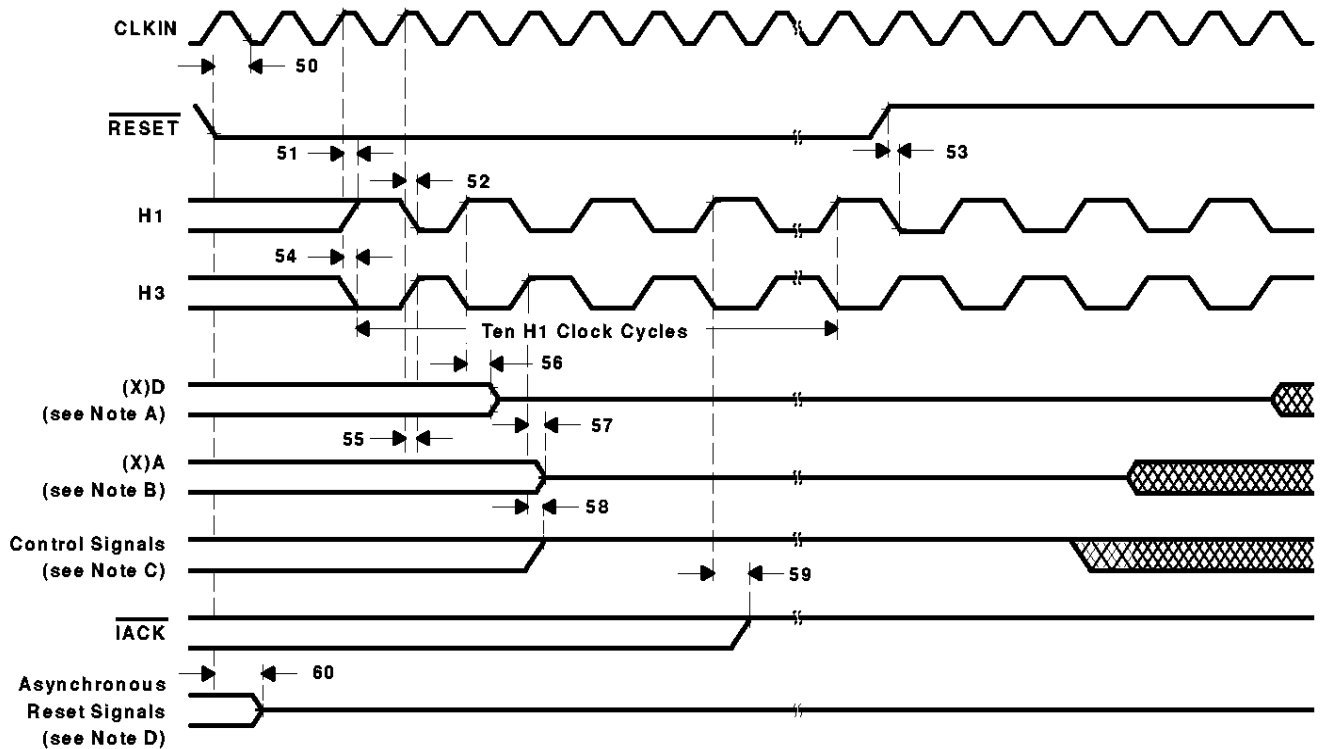 CLKIN
50
RESET
51
53
52
H1
54
H3
Ten H1 Clock Cycles
56
(X)D
(see Note A)
57
55
(X)A
(see Note B)
58
Control Signals
(see Note C)
59
IACK
60
Asynchronous
Reset Signals
(see Note D)